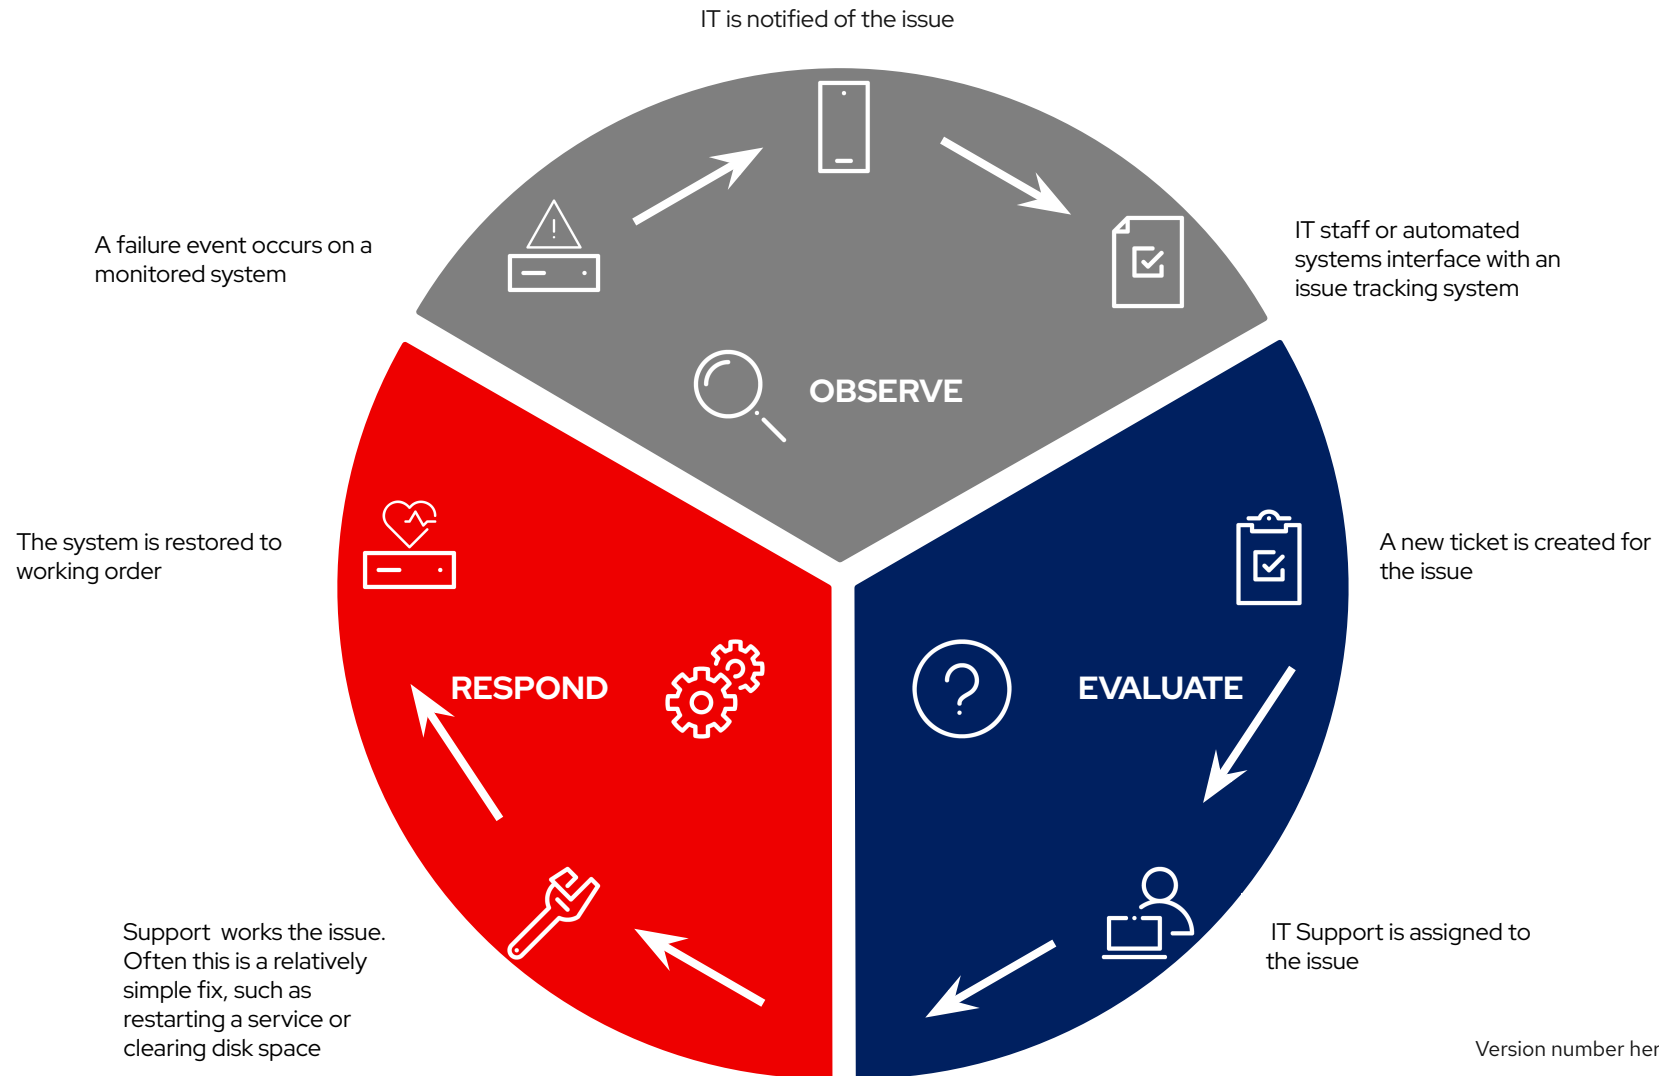 IT is notified of the issue
A failure event occurs on a
monitored system
IT staff or automated
systems interface with an
issue tracking system
OBSERVE
The system is restored to
working order
A new ticket is created for
the issue
RESPOND
EVALUATE
Support  works the issue.
Often this is a relatively
simple fix, such as
restarting a service or
clearing disk space
IT Support is assigned to
the issue
Version number her